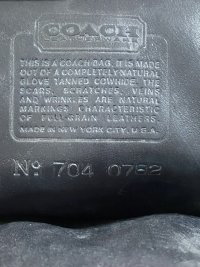 COACH
THIS IS A COACH BAG. IT IS MADE
OUT OF A COMPLETELY NATURAL
GLOVE TANNED COWHIDE. THE
SCARS, SCRATCHES, VEINS
AND WRINKLES ARE NATURAL
MARKINGS CHARACTERISTIC
OF FULL GRAIN LEATHERS.
MADE IN NEW YORK CITY, U.S.A.
No 704 0752